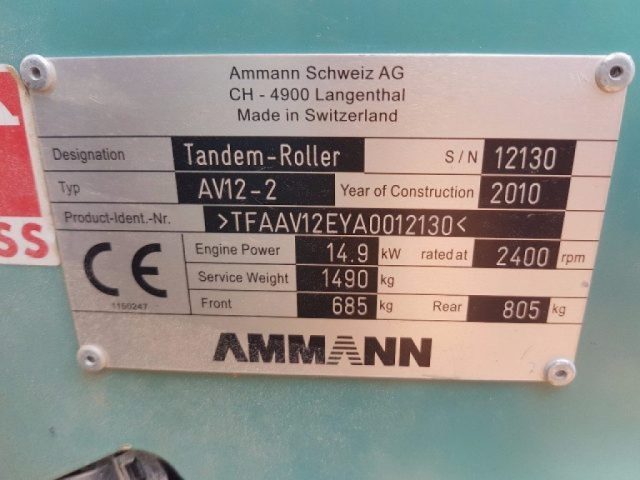 Ammann Schweiz AG
CH - 4900 Langenthal
Made in Switzerland
Designation Tandem-Roller S / N 12130
Typ AV12-2 Year of Construction 2010
Product-Ident.-Nr. >TFAAV12EYA0012130<
CE Engine Power 14.9 kW rated at 2400 rpm
Service Weight 1490 kg
1150247 Front 685 kg Rear 805 kg
AMMANN
SS